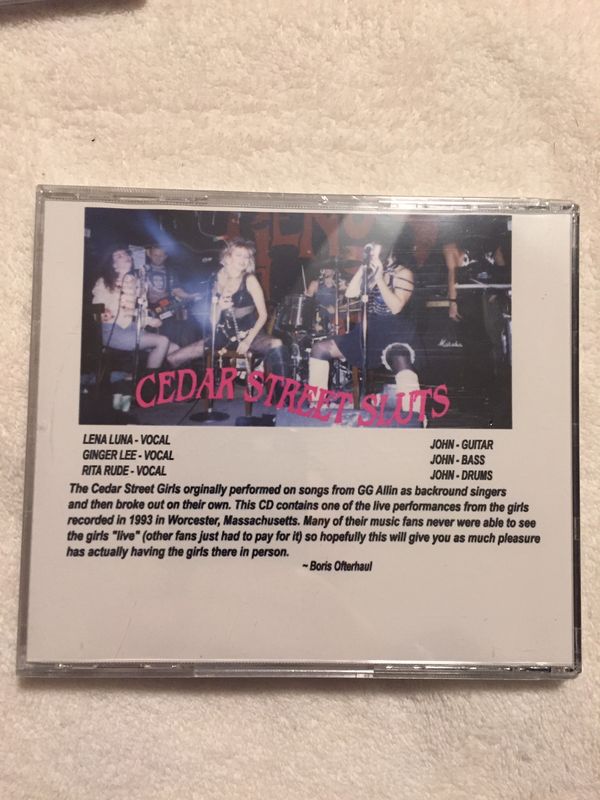 CEDAR STREET SLUTS
LENA LUNA - VOCAL
GINGER LEE - VOCAL
RITA RUDE - VOCAL
JOHN - GUITAR
JOHN - BASS
JOHN - DRUMS
The Cedar Street Girls orginally performed on songs from GG Allin as backround singers
and then broke out on their own. This CD contains one of the live performances from the girls
recorded in 1993 in Worcester, Massachusetts. Many of their music fans never were able to see
the girls "live" (other fans just had to pay for it) so hopefully this will give you as much pleasure
has actually having the girls there in person.
~ Boris Ofterhaul
Marshall